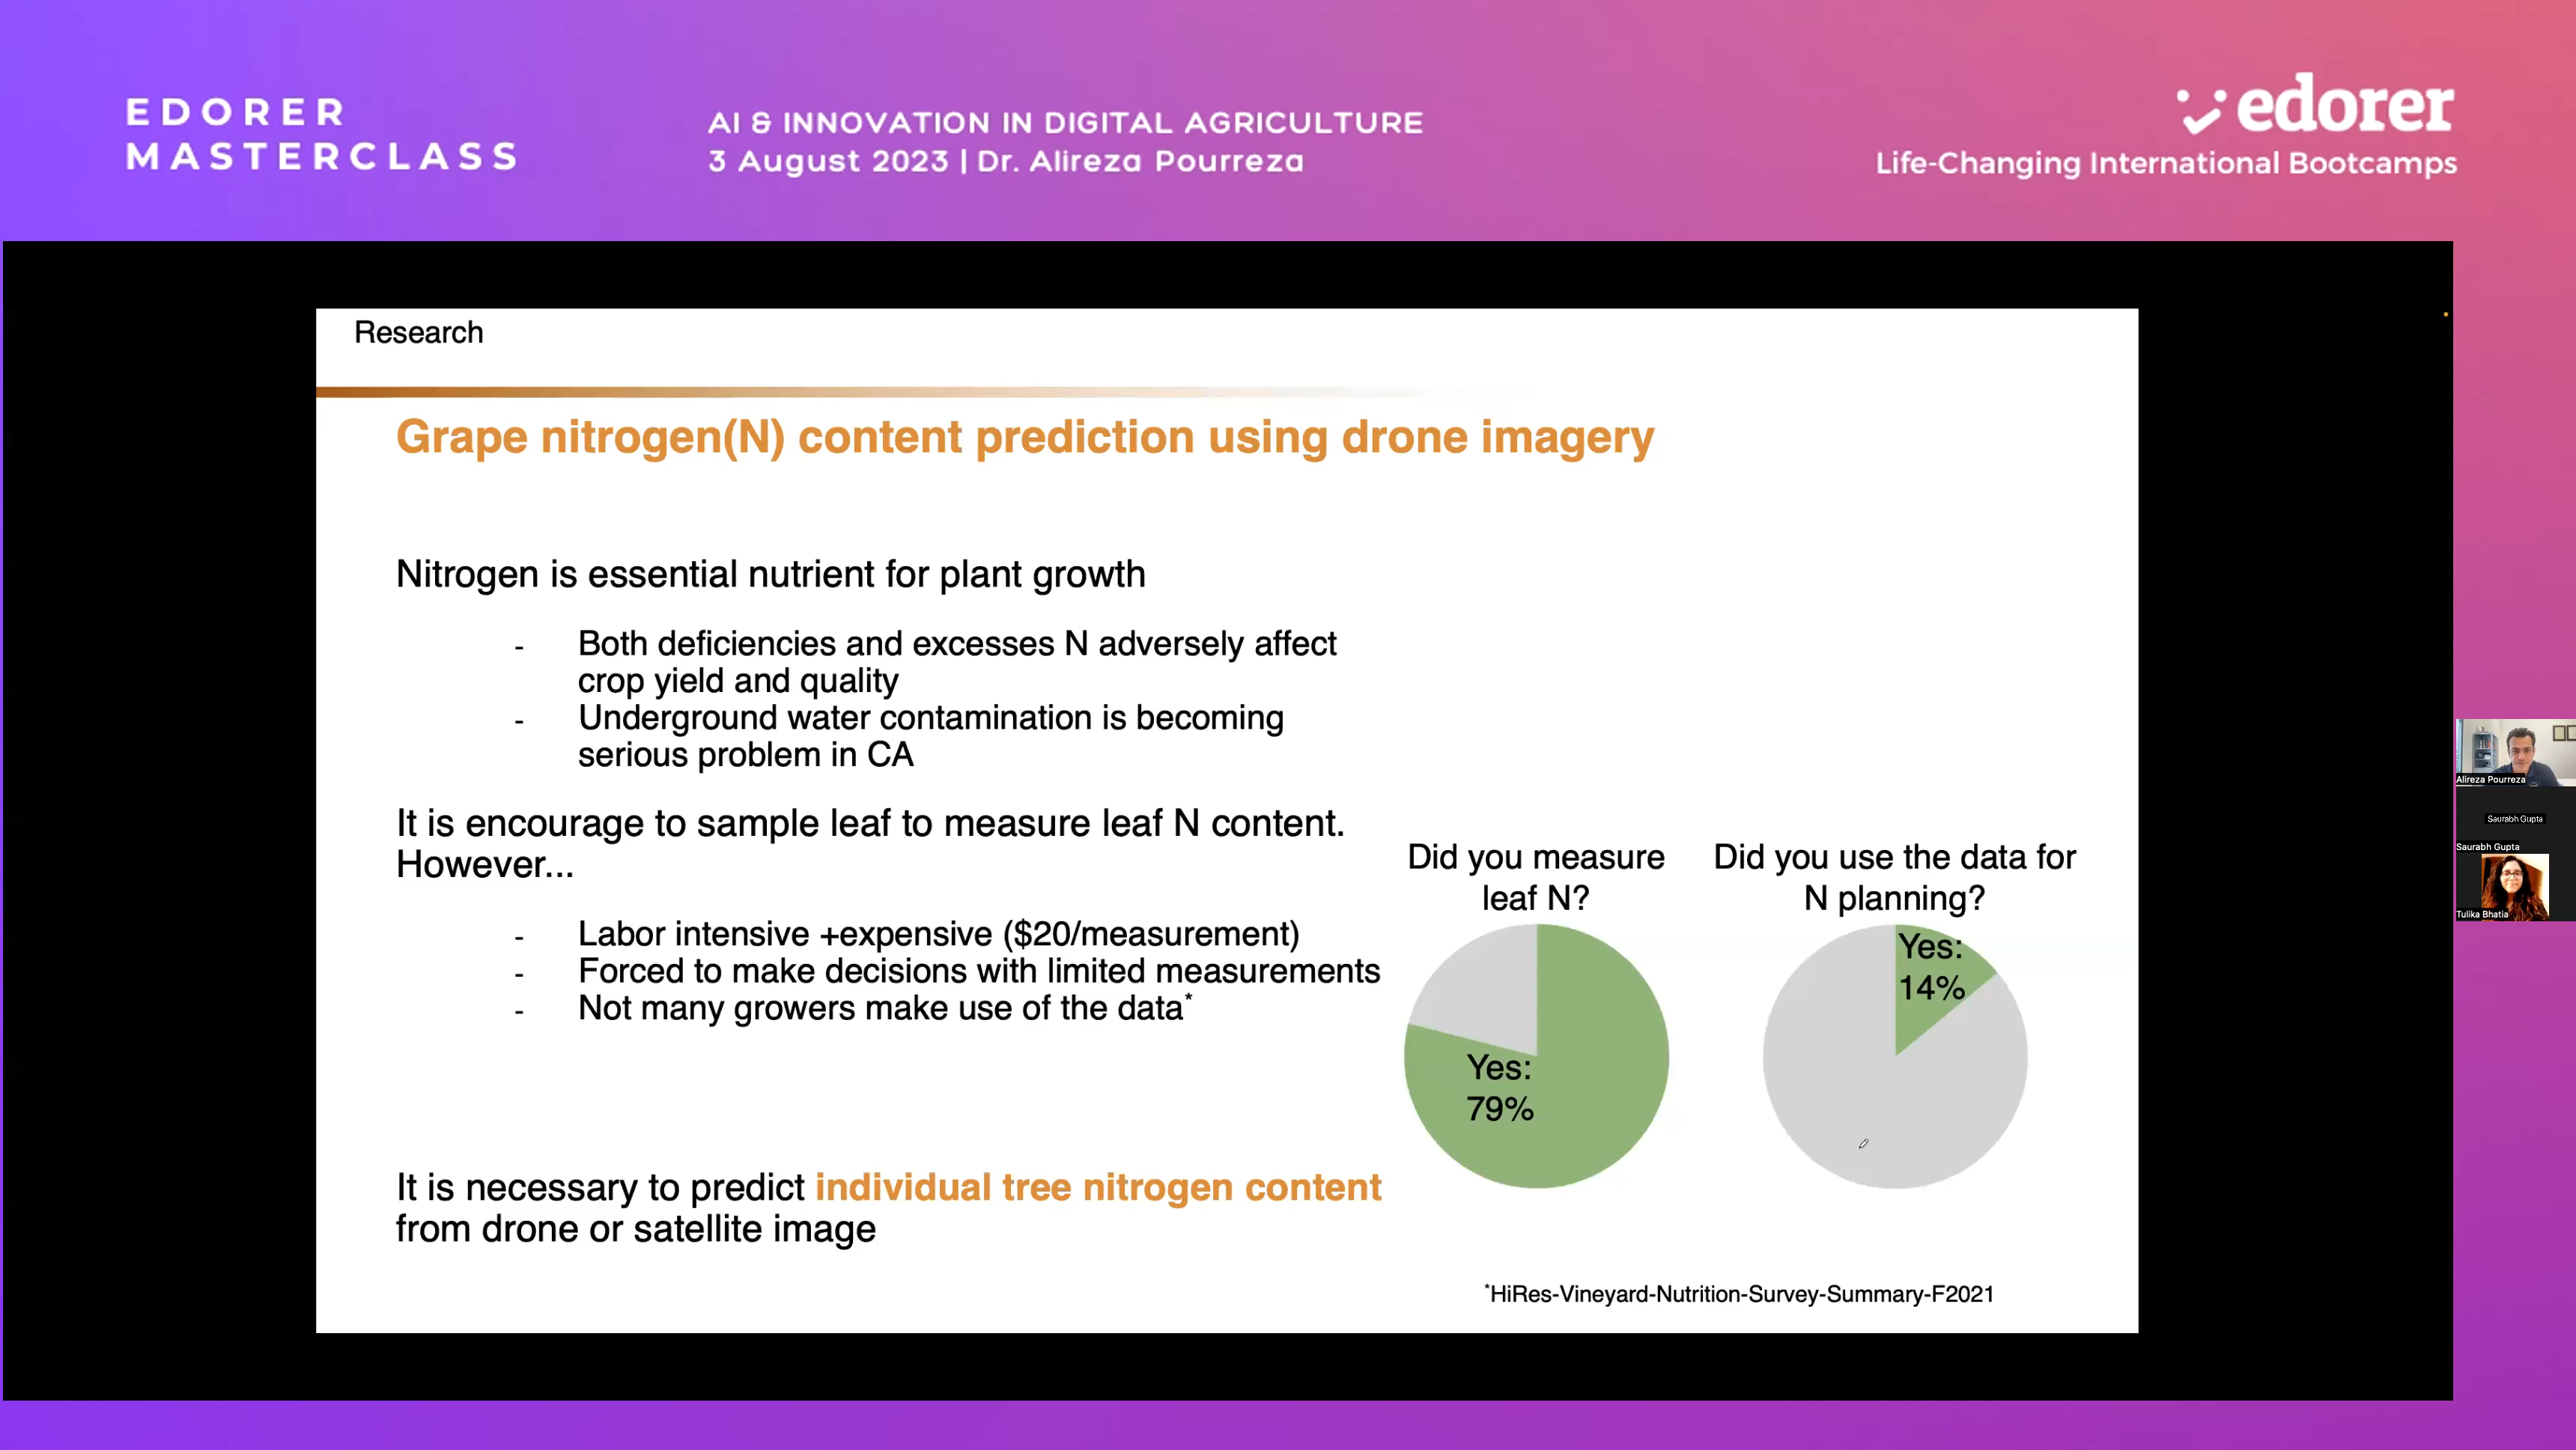 EDORER
MASTERCLASS
AI & INNOVATION IN DIGITAL AGRICULTURE
3 August 2023 | Dr. Alireza Pourreza
edorer
Life-Changing International Bootcamps
Research
Grape nitrogen(N) content prediction using drone imagery
Nitrogen is essential nutrient for plant growth
- Both deficiencies and excesses N adversely affect
crop yield and quality
- Underground water contamination is becoming
serious problem in CA
It is encourage to sample leaf to measure leaf N content.
However...
- Labor intensive +expensive ($20/measurement)
- Forced to make decisions with limited measurements
- Not many growers make use of the data*
It is necessary to predict individual tree nitrogen content
from drone or satellite image
Did you measure
leaf N?
Yes:
79%
Did you use the data for
N planning?
Yes:
14%
*HiRes-Vineyard-Nutrition-Survey-Summary-F2021
Alireza Pourreza
Saurabh Gupta
Saurabh Gupta
Tulika Bhatia